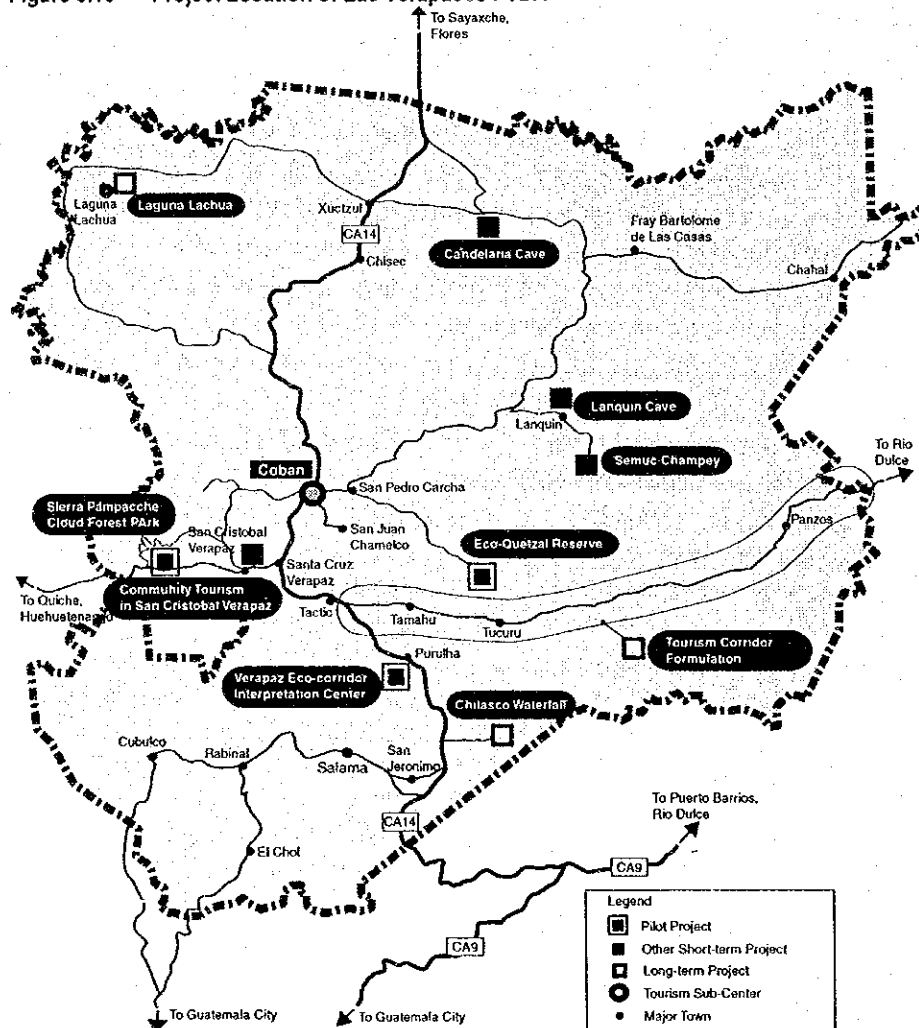 To Sayaxche,
Flores
Laguna
Lachua
Laguna Lachua
Xuctzul
CA14
Chisec
Candelaria Cave
Fray Bartolome
de Las Casas
Chahal
Lanquin Cave
Lanquin
Semuc-Champey
To Rio
Dulce
Coban
San Pedro Carcha
San Juan
Chamelco
Sierra Pampacche
Cloud Forest PArk
San Cristobal
Verapaz
Santa Cruz
Verapaz
Eco-Quetzal Reserve
Panzos
To Quiche,
Huehuetenango
Community Tourism
in San Cristobal Verapaz
Tactic
Tamahu
Tucuru
Tourism Corridor
Formulation
Purulha
Verapaz Eco-corridor
Interpretation Center
Chilasco Waterfall
Cubulco
Rabinal
Salama
San
Jeronimo
El Chol
CA14
To Puerto Barrios,
Rio Dulce
CA9
CA9
To Guatemala City
To Guatemala City
Legend
Pilot Project
Other Short-term Project
Long-term Project
Tourism Sub-Center
Major Town